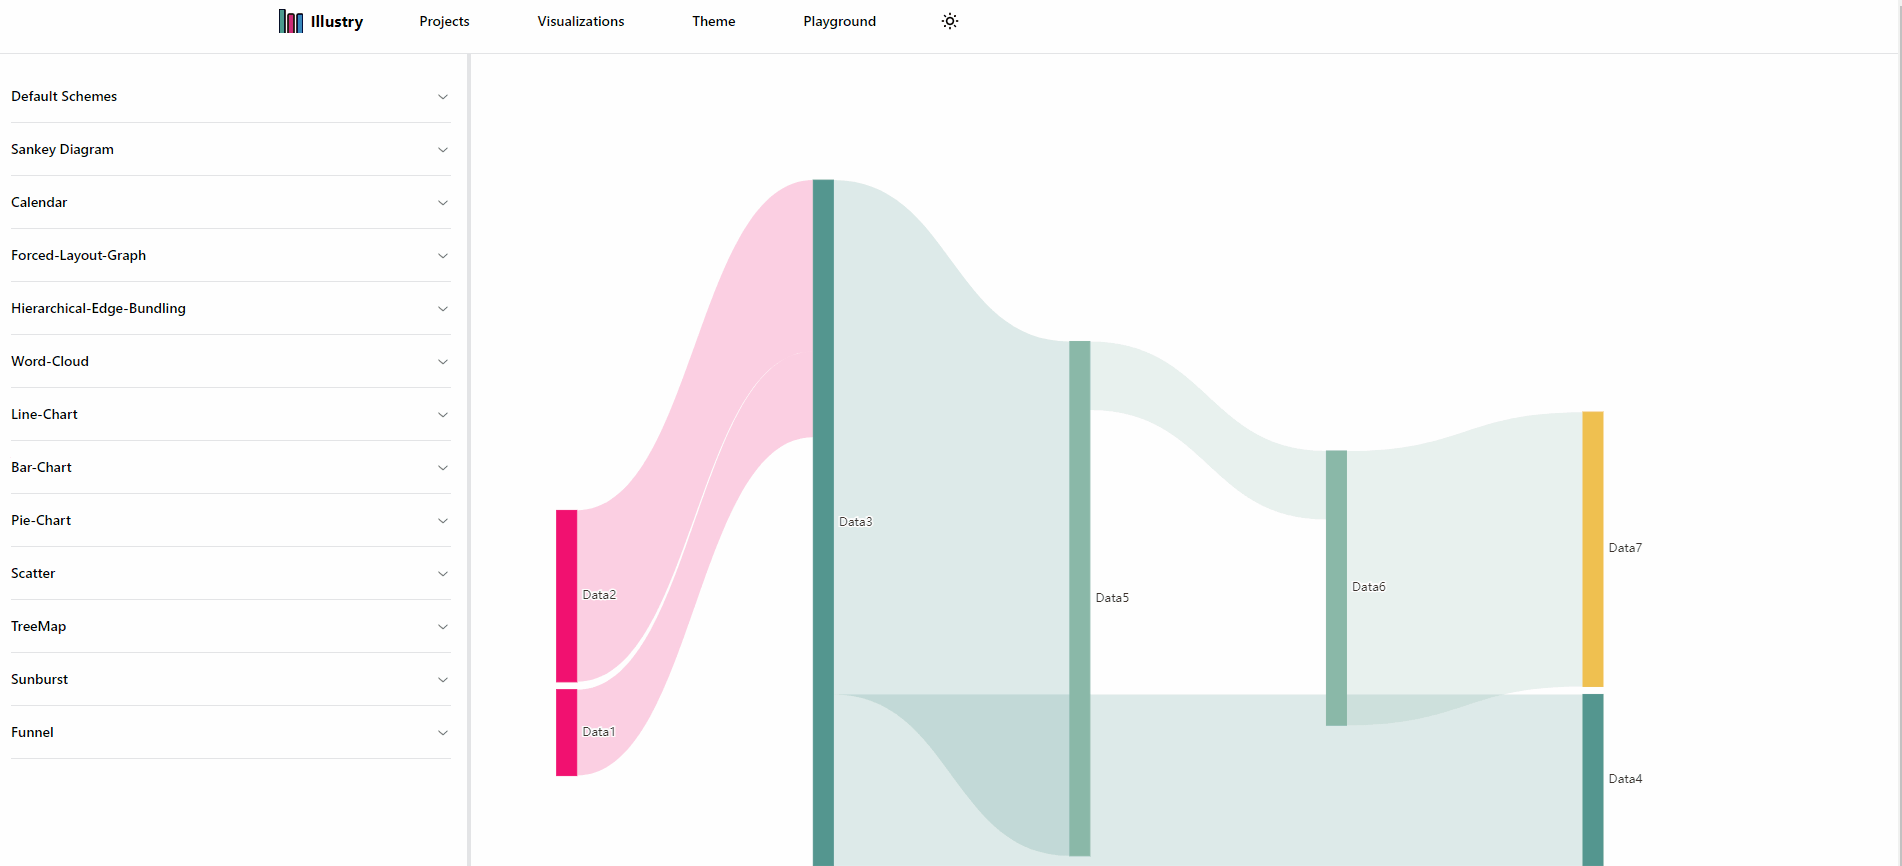 Illustry
Projects
Visualizations
Theme
Playground
Default Schemes
Sankey Diagram
Calendar
Forced-Layout-Graph
Hierarchical-Edge-Bundling
Word-Cloud
Line-Chart
Bar-Chart
Pie-Chart
Scatter
TreeMap
Sunburst
Funnel
Data3
Data7
Data6
Data2
Data5
Data1
Data4